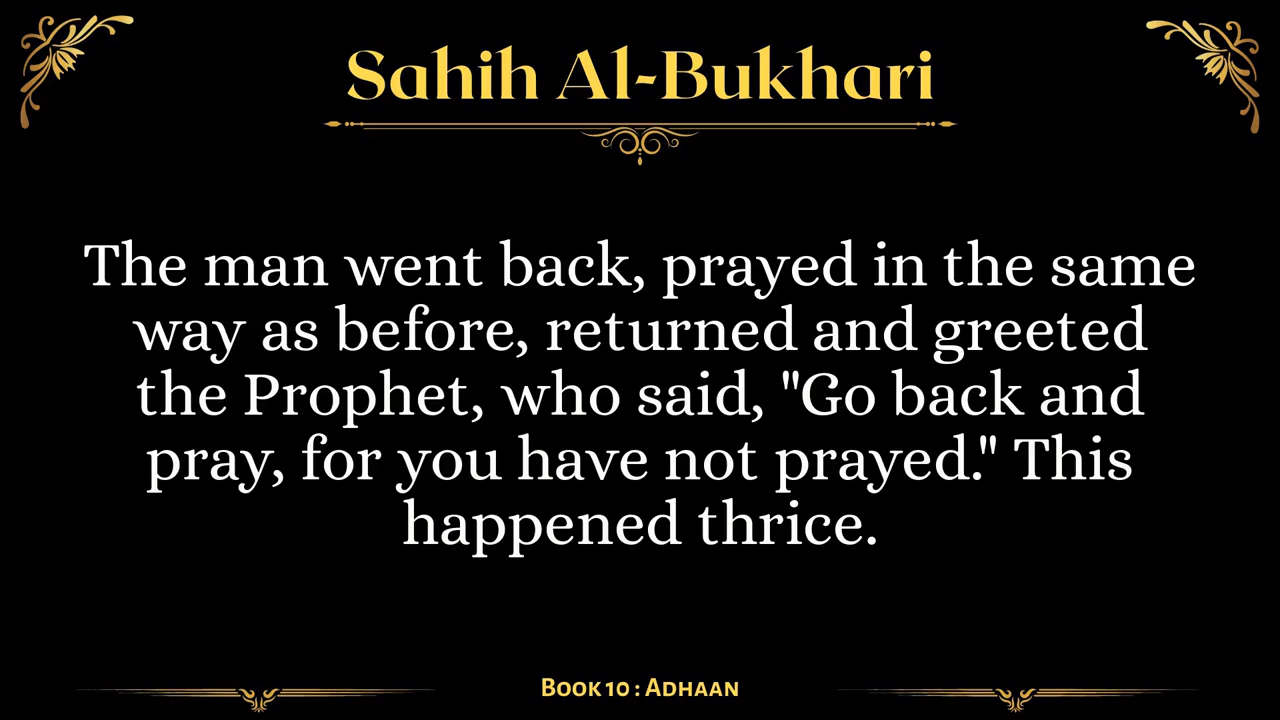 Sahih Al-Bukhari
The man went back, prayed in the same
way as before, returned and greeted
the Prophet, who said, "Go back and
pray, for you have not prayed." This
happened thrice.
Book 10 : Adhaan